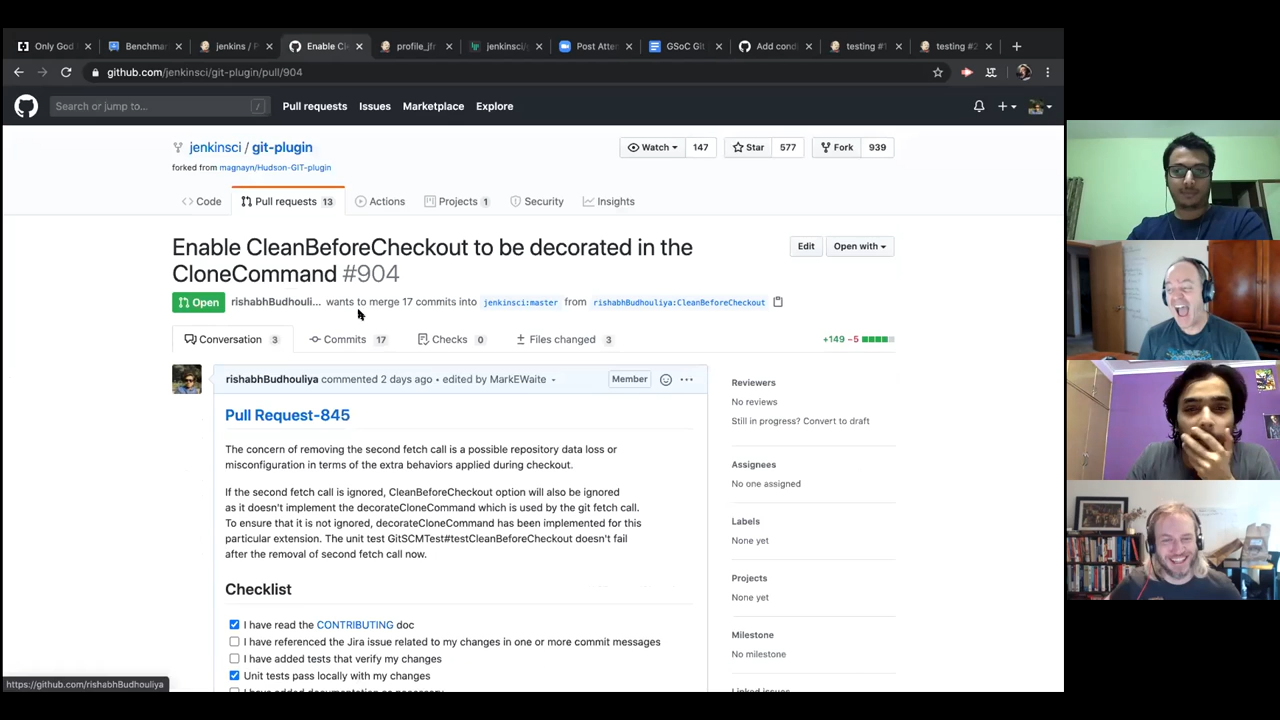 Only God
Benchma
jenkins / P
Enable Cl
profile_jfr
jenkinsci/g
Post Atte
GSoC Git
Add cond
testing #1
testing #2
github.com/jenkinsci/git-plugin/pull/904
Search or jump to...
/
Pull requests
Issues
Marketplace
Explore
jenkinsci / git-plugin
Watch
147
Star
577
Fork
939
forked from magnayn/Hudson-GIT-plugin
<> Code
Pull requests 13
Actions
Projects 1
Security
Insights
Enable CleanBeforeCheckout to be decorated in the
CloneCommand #904
Edit
Open with
Open
rishabhBudhouli... wants to merge 17 commits into jenkinsci:master from rishabhBudhouliya:CleanBeforeCheckout
Conversation 3
Commits 17
Checks 0
Files changed 3
+149 −5
rishabhBudhouliya commented 2 days ago • edited by MarkEWaite
Member
Pull Request-845
The concern of removing the second fetch call is a possible repository data loss or
misconfiguration in terms of the extra behaviors applied during checkout.
If the second fetch call is ignored, CleanBeforeCheckout option will also be ignored
as it doesn't implement the decorateCloneCommand which is used by the git fetch call.
To ensure that it is not ignored, decorateCloneCommand has been implemented for this
particular extension. The unit test GitSCMTest#testCleanBeforeCheckout doesn't fail
after the removal of second fetch call now.
Checklist
I have read the CONTRIBUTING doc
I have referenced the Jira issue related to my changes in one or more commit messages
I have added tests that verify my changes
Unit tests pass locally with my changes
I have added documentation as necessary
Reviewers
No reviews
Still in progress? Convert to draft
Assignees
No one assigned
Labels
None yet
Projects
None yet
Milestone
No milestone
Linked issues
https://github.com/rishabhBudhouliya